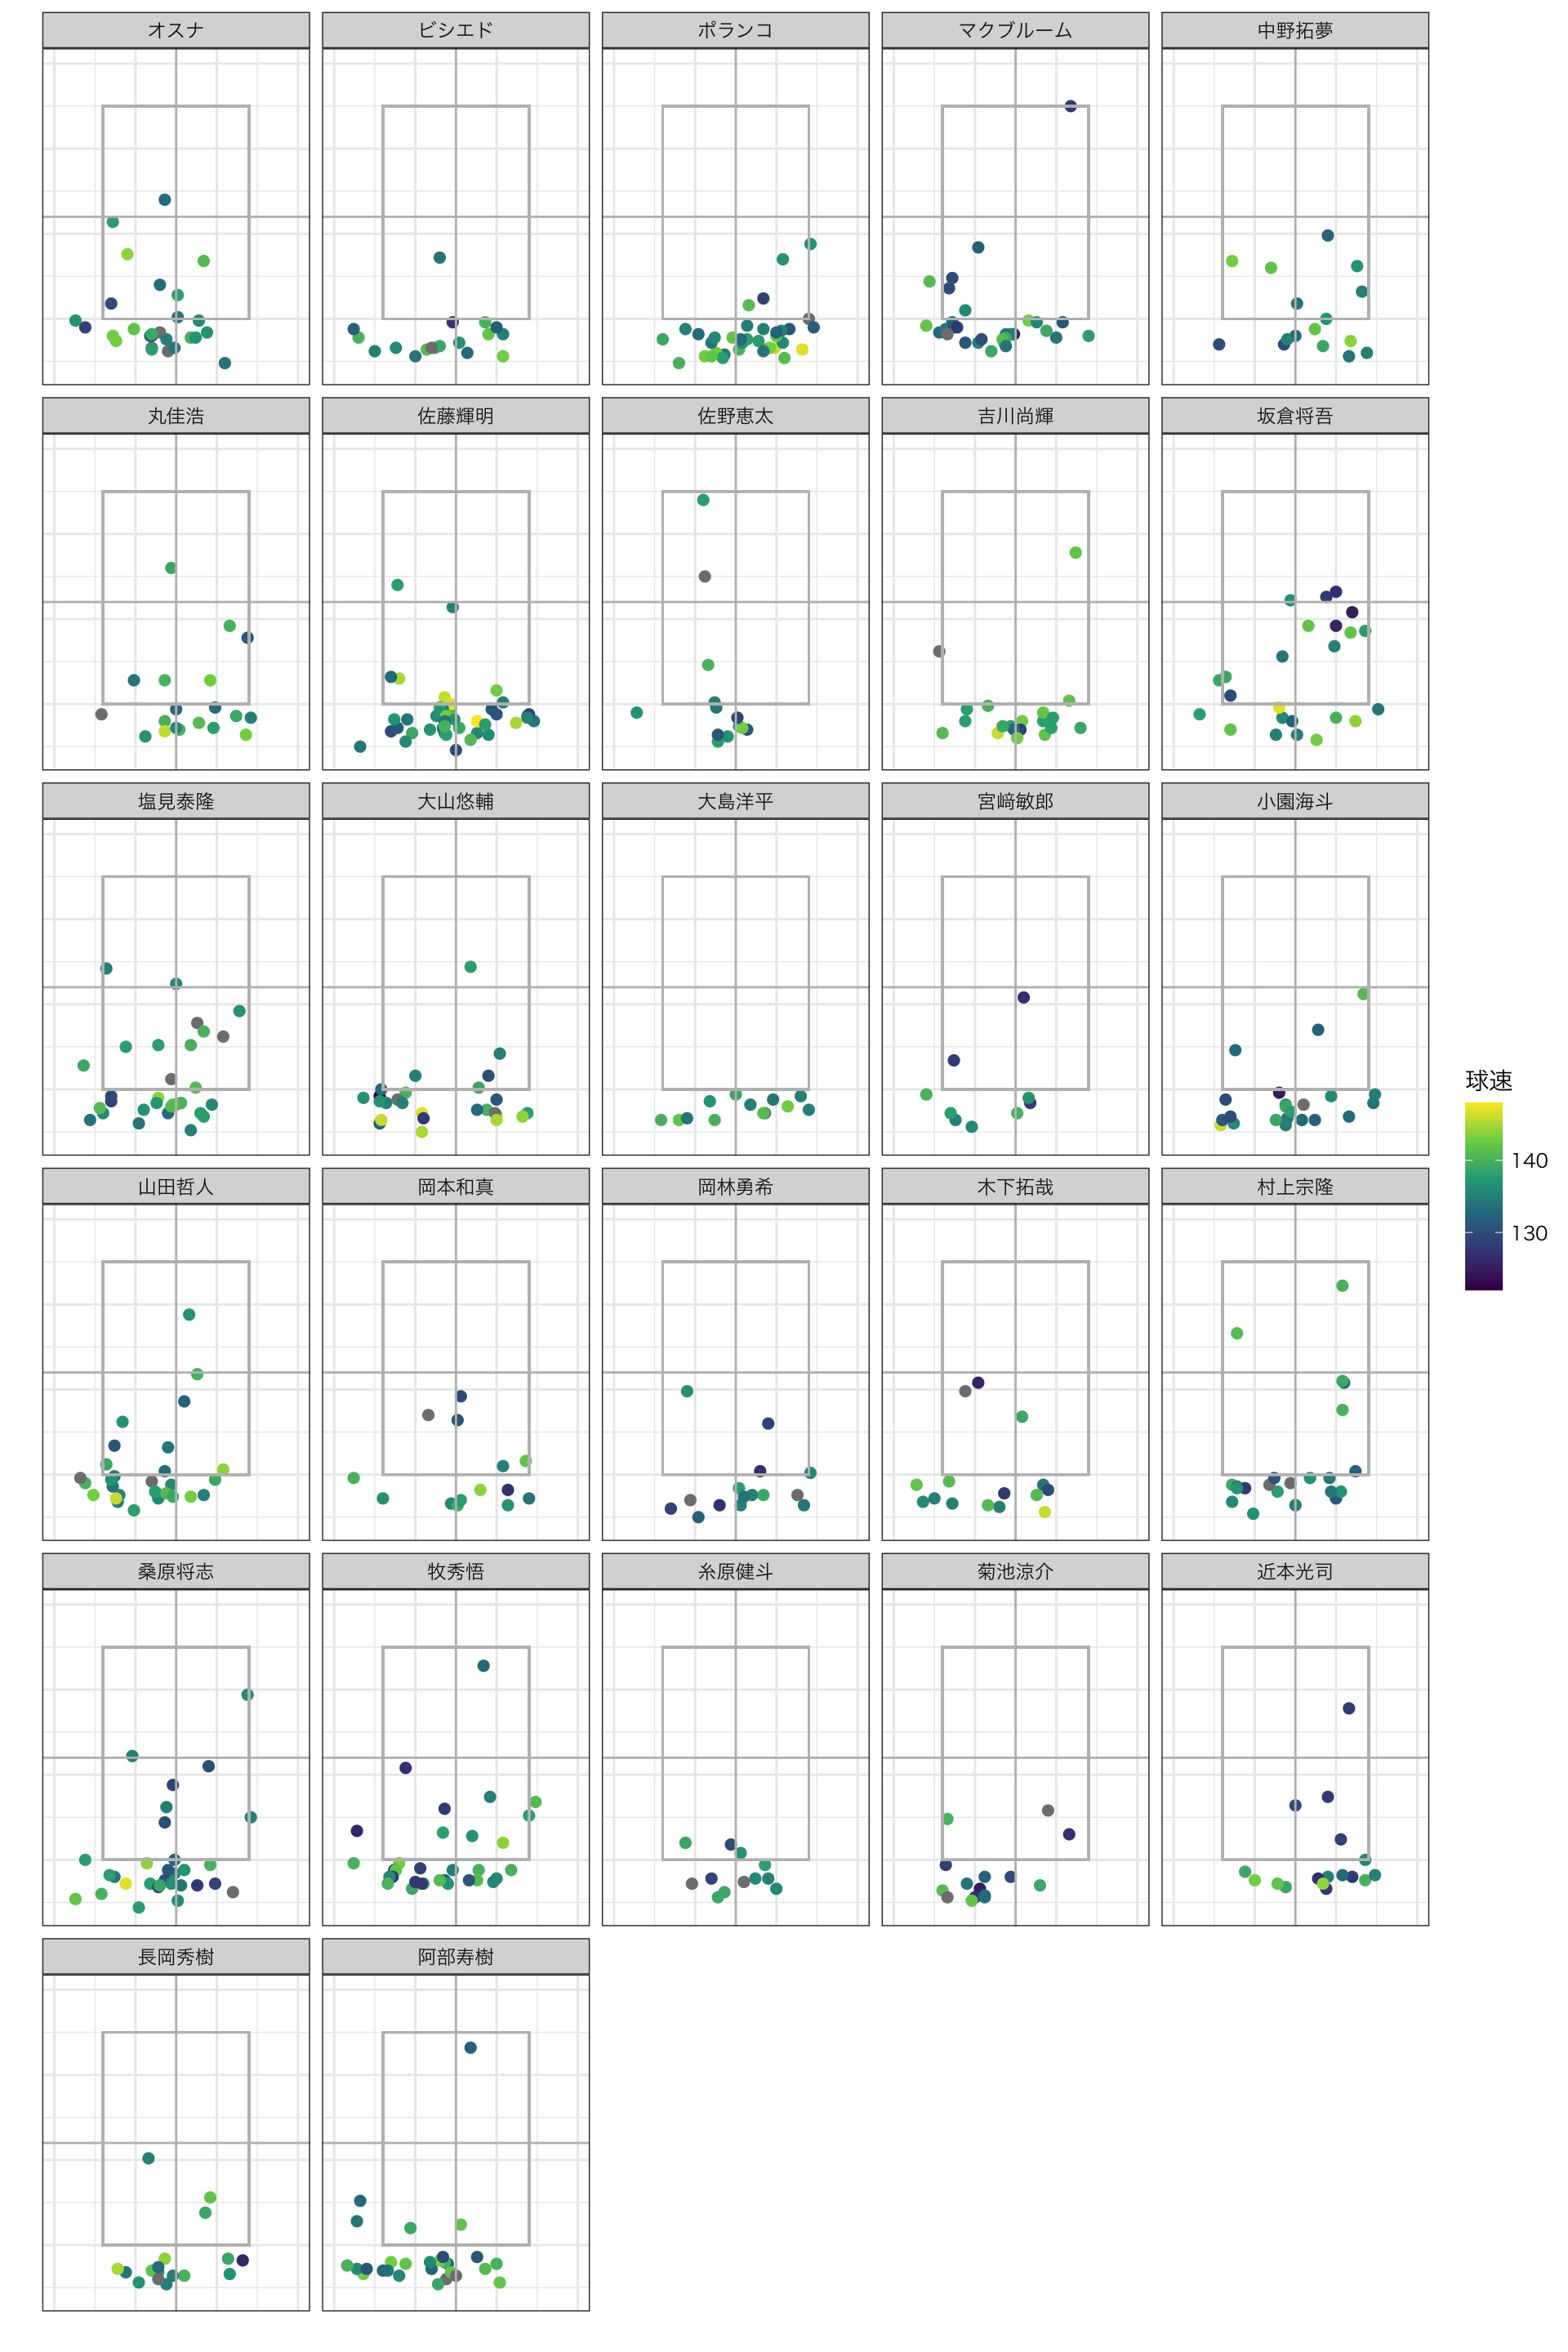 オスナ
ビシエド
ポランコ
マクブルーム
中野拓夢
丸佳浩
佐藤輝明
佐野恵太
吉川尚輝
坂倉将吾
塩見泰隆
大山悠輔
大島洋平
宮﨑敏郎
小園海斗
山田哲人
岡本和真
岡林勇希
木下拓哉
村上宗隆
桑原将志
牧秀悟
糸原健斗
菊池涼介
近本光司
長岡秀樹
阿部寿樹
球速
140
130